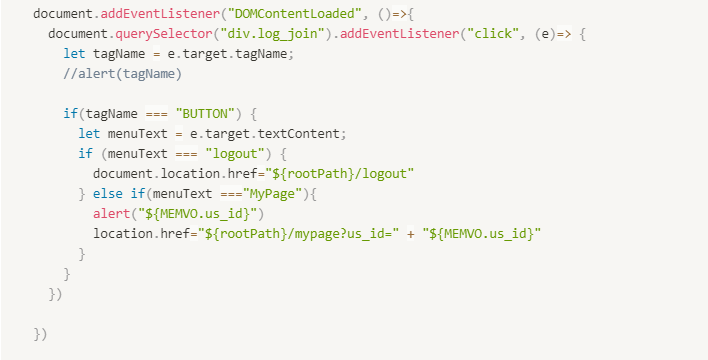 document.addEventListener("DOMContentLoaded", ()=>{
  document.querySelector("div.log_join").addEventListener("click", (e)=> {
    let tagName = e.target.tagName;
    //alert(tagName)

    if(tagName === "BUTTON") {
      let menuText = e.target.textContent;
      if (menuText === "logout") {
        document.location.href="${rootPath}/logout"
      } else if(menuText ==="MyPage"){
        alert("${MEMVO.us_id}")
        location.href="${rootPath}/mypage?us_id=" + "${MEMVO.us_id}"
      }
    }
  })

})